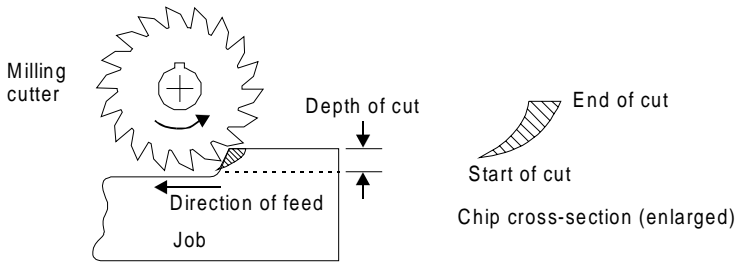 Milling
cutter
Depth of cut
Direction of feed
Job
End of cut
Start of cut
Chip cross-section (enlarged)